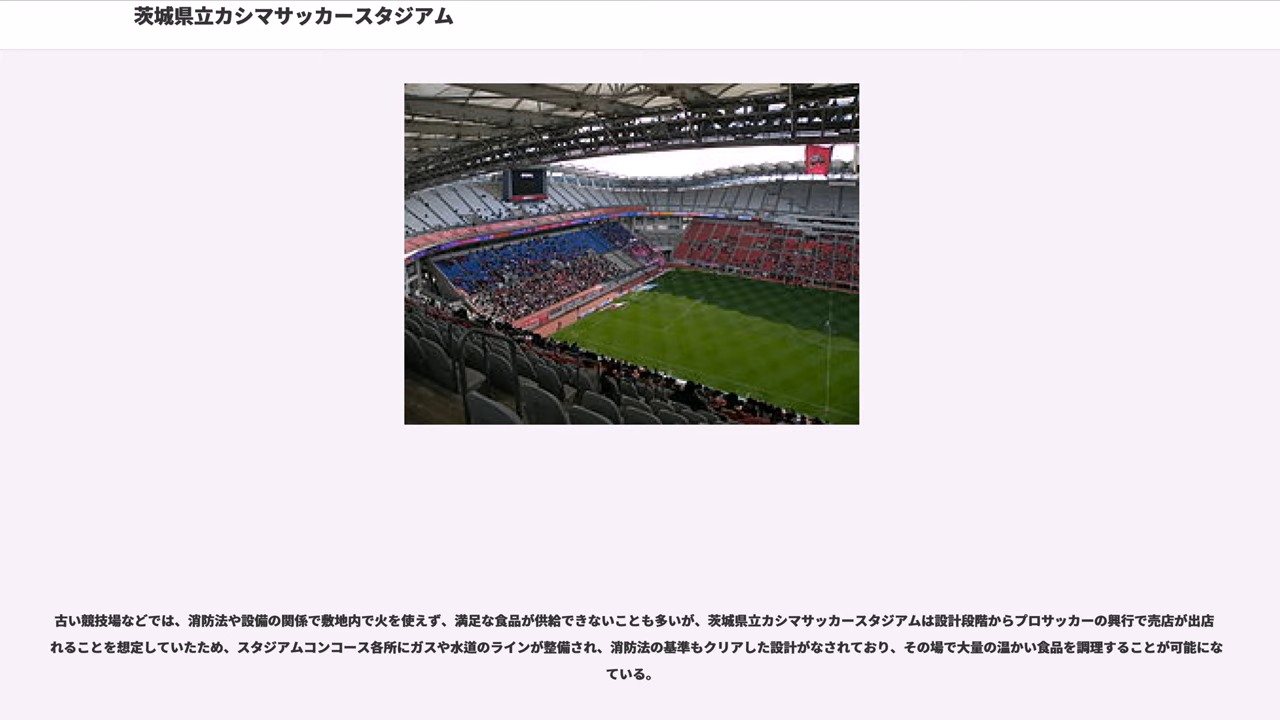 茨城県立カシマサッカースタジアム
古い競技場などでは、消防法や設備の関係で敷地内で火を使えず、満足な食品が供給できないことも多いが、茨城県立カシマサッカースタジアムは設計段階からプロサッカーの興行で売店が出店
れることを想定していたため、スタジアムコンコース各所にガスや水道のラインが整備され、消防法の基準もクリアした設計がなされており、その場で大量の温かい食品を調理することが可能にな
ている。